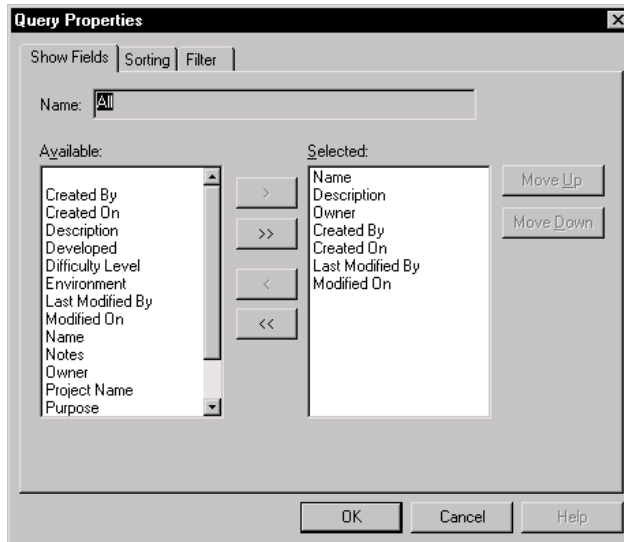 Query Properties
Show Fields
Sorting
Filter
Name: All
Available:
Created By
Created On
Description
Developed
Difficulty Level
Environment
Last Modified By
Modified On
Name
Notes
Owner
Project Name
Purpose
>
>>
<
<<
Selected:
Name
Description
Owner
Created By
Created On
Last Modified By
Modified On
Move Up
Move Down
OK
Cancel
Help